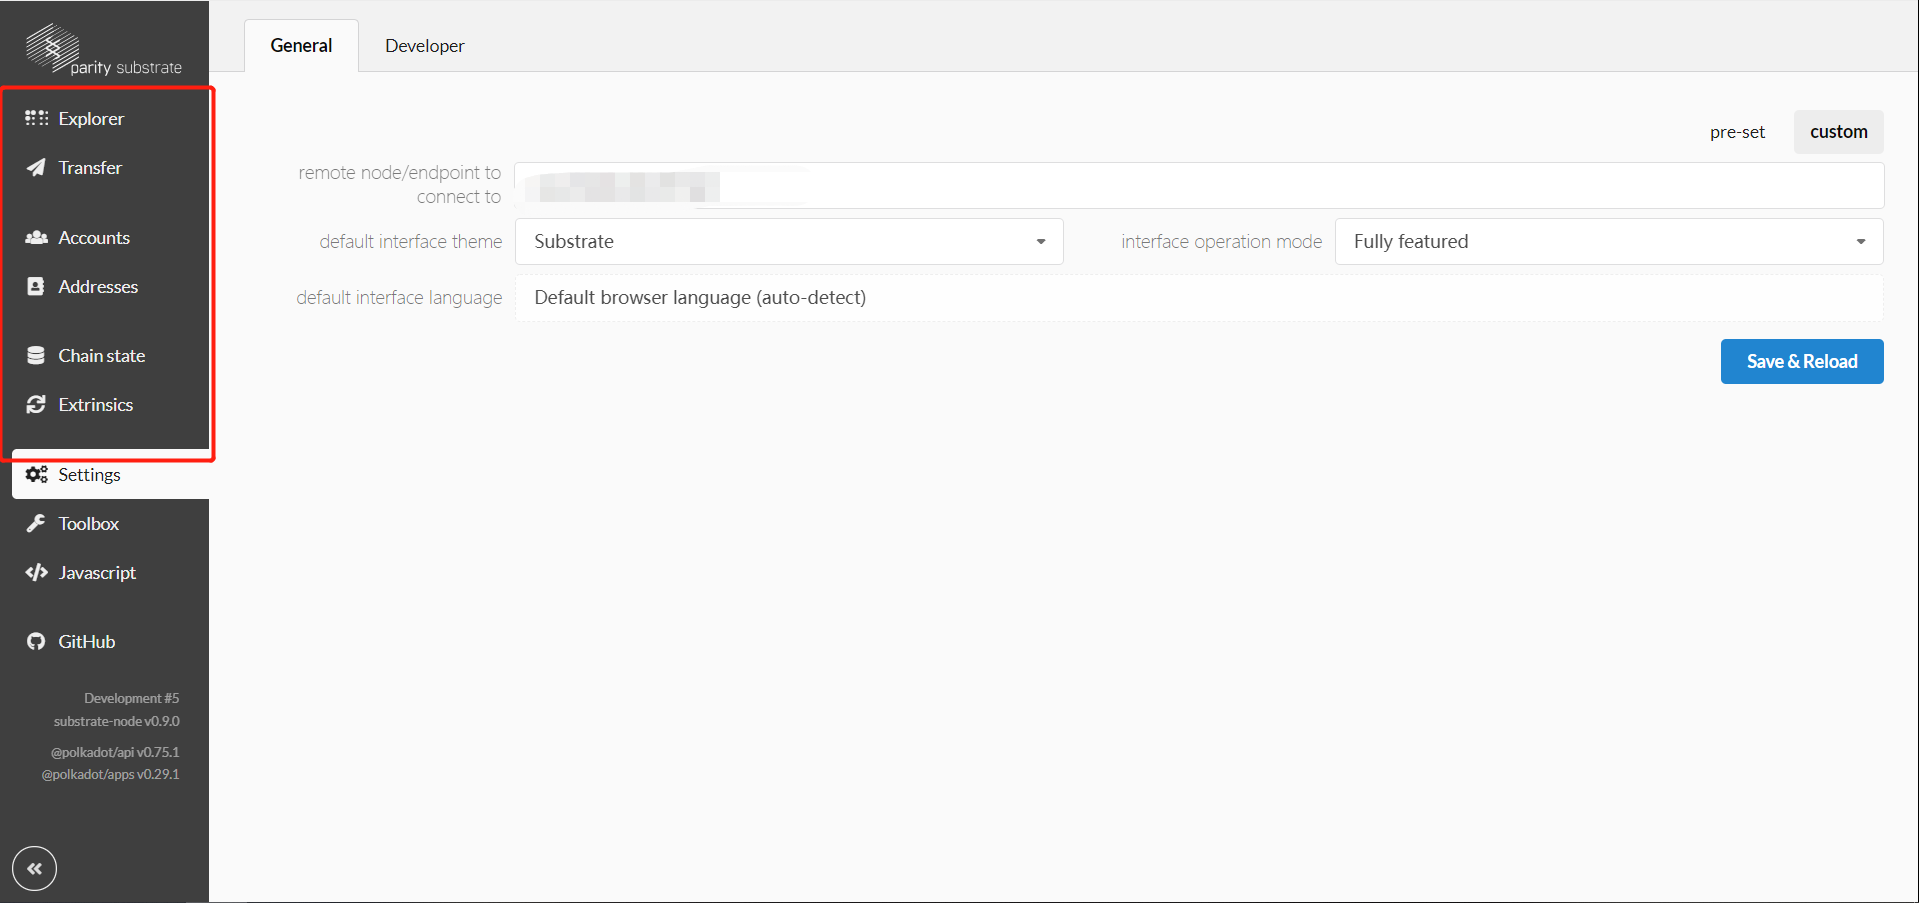 parity substrate
Explorer
Transfer
Accounts
Addresses
Chain state
Extrinsics
Settings
Toolbox
Javascript
GitHub
Development #5
substrate-node v0.9.0
@polkadot/api v0.75.1
@polkadot/apps v0.29.1
General
Developer
pre-set
custom
remote node/endpoint to
connect to
default interface theme
Substrate
interface operation mode
Fully featured
default interface language
Default browser language (auto-detect)
Save & Reload